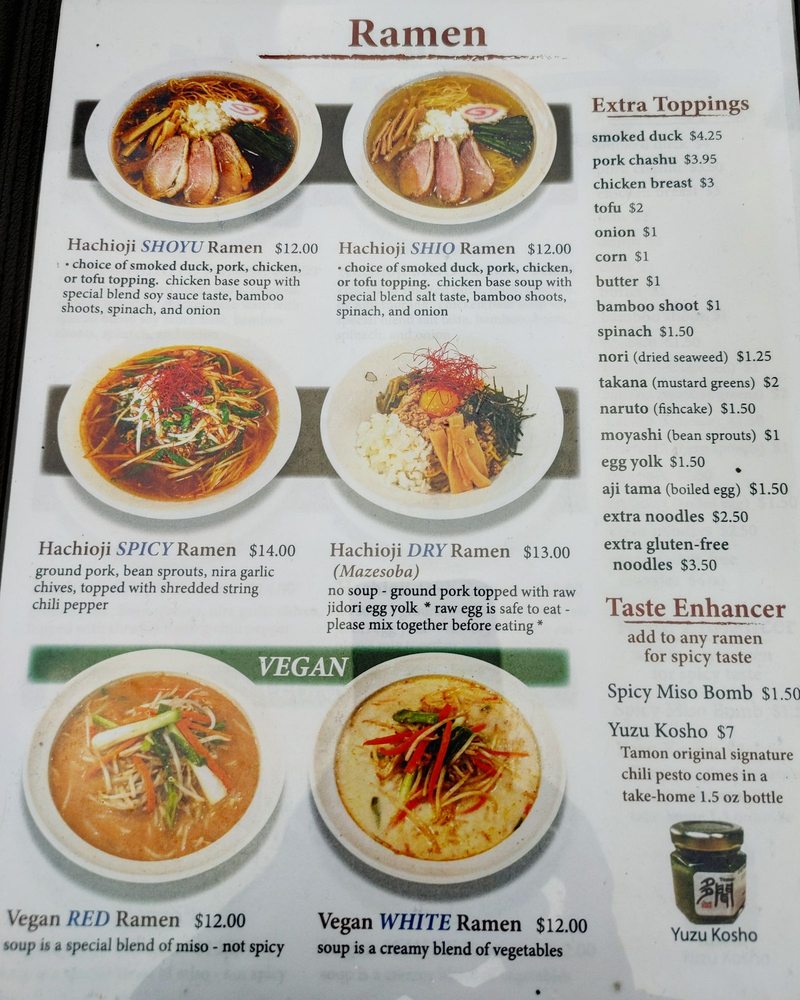 Ramen
Hachioji SHOYU Ramen $12.00
• choice of smoked duck, pork, chicken,
or tofu topping. chicken base soup with
special blend soy sauce taste, bamboo
shoots, spinach, and onion
Hachioji SHIO Ramen $12.00
• choice of smoked duck, pork, chicken,
or tofu topping. chicken base soup with
special blend salt taste, bamboo shoots,
spinach, and onion
Hachioji SPICY Ramen $14.00
ground pork, bean sprouts, nira garlic
chives, topped with shredded string
chili pepper
Hachioji DRY Ramen $13.00
(Mazesoba)
no soup - ground pork topped with raw
jidori egg yolk * raw egg is safe to eat -
please mix together before eating *
VEGAN
Vegan RED Ramen $12.00
soup is a special blend of miso - not spicy
Vegan WHITE Ramen $12.00
soup is a creamy blend of vegetables
Extra Toppings
smoked duck $4.25
pork chashu $3.95
chicken breast $3
tofu $2
onion $1
corn $1
butter $1
bamboo shoot $1
spinach $1.50
nori (dried seaweed) $1.25
takana (mustard greens) $2
naruto (fishcake) $1.50
moyashi (bean sprouts) $1
egg yolk $1.50
aji tama (boiled egg) $1.50
extra noodles $2.50
extra gluten-free
noodles $3.50
Taste Enhancer
add to any ramen
for spicy taste
Spicy Miso Bomb $1.50
Yuzu Kosho $7
Tamon original signature
chili pesto comes in a
take-home 1.5 oz bottle
多聞
Yuzu Kosho